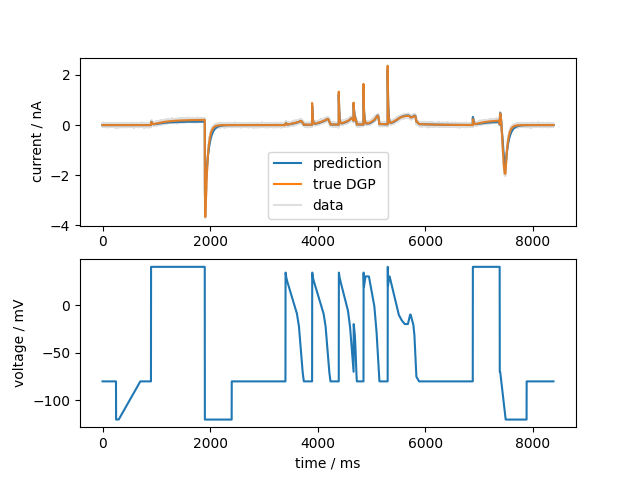 current / nA
2
0
−2
−4
prediction
true DGP
data
0
2000
4000
6000
8000
voltage / mV
0
−50
−100
0
2000
4000
6000
8000
time / ms